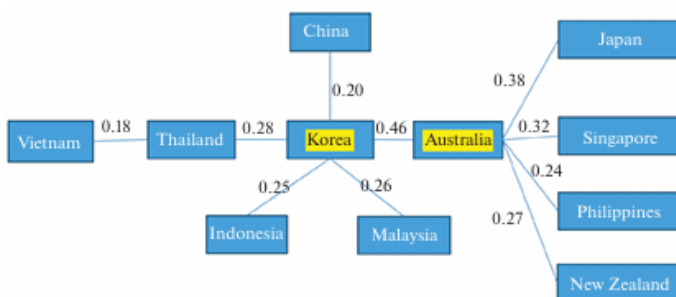 China
Japan
0.38
0.20
Vietnam
0.18
Thailand
0.28
Korea
0.46
Australia
0.32
Singapore
0.24
0.25
0.26
Philippines
0.27
Indonesia
Malaysia
New Zealand